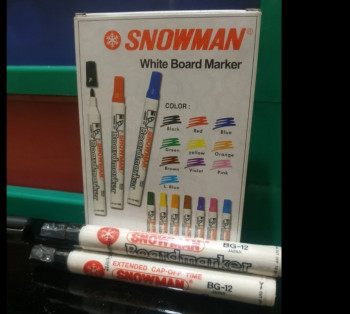 SNOWMAN®
White Board Marker
COLOR :
Black Red Blue
Green Yellow Orange
Brown Violet Pink
L.Blue
SNOWMAN BG-12
Boardmarker
EXTENDED CAP-OFF TIME
SNOWMAN BG-12